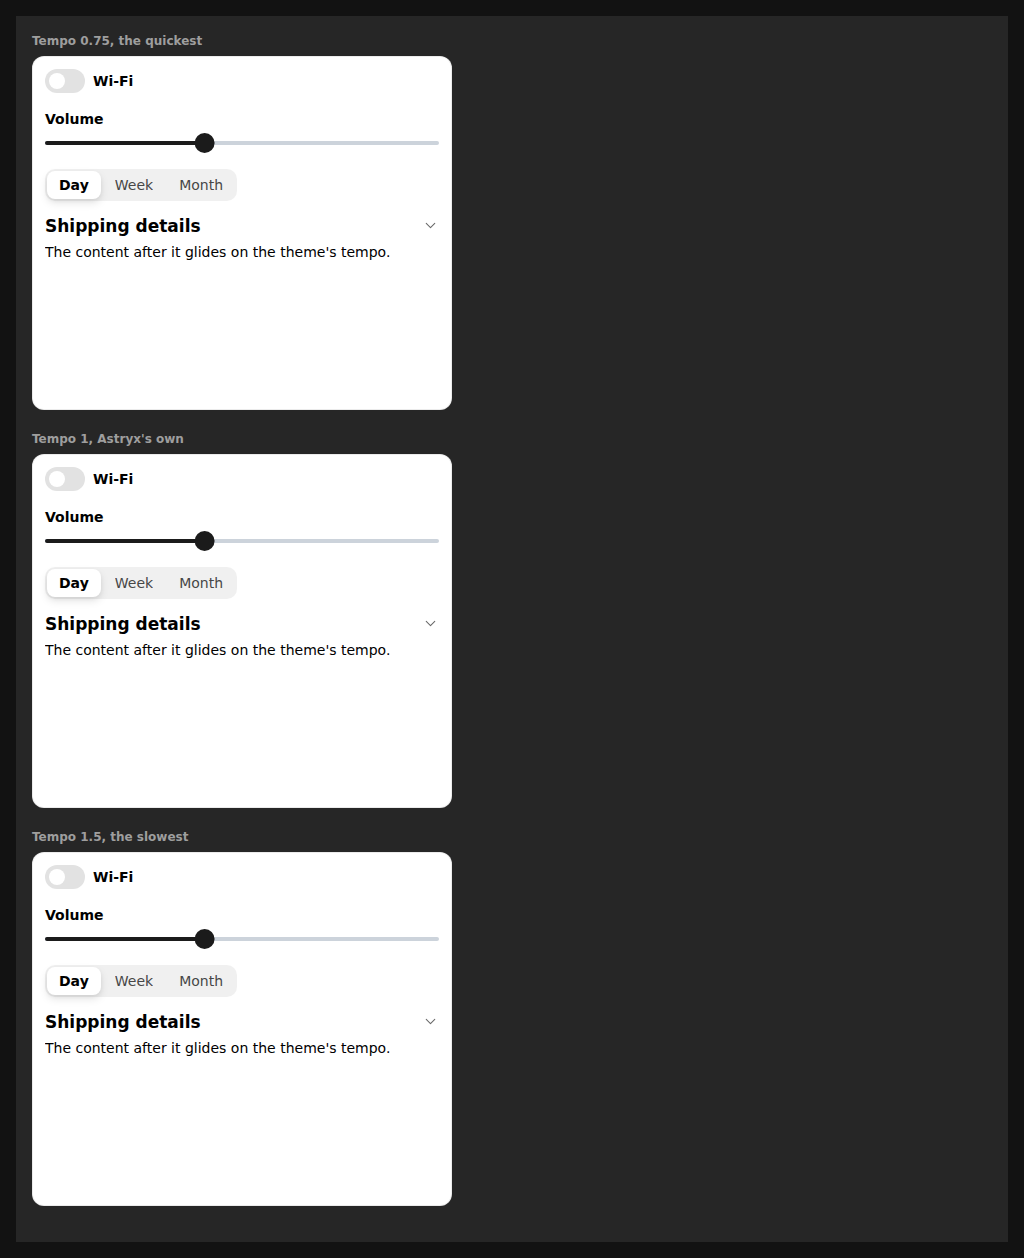 Tempo 0.75, the quickest
Wi-Fi
Volume
Day Week Month
Shipping details
The content after it glides on the theme's tempo.
Tempo 1, Astryx's own
Wi-Fi
Volume
Day Week Month
Shipping details
The content after it glides on the theme's tempo.
Tempo 1.5, the slowest
Wi-Fi
Volume
Day Week Month
Shipping details
The content after it glides on the theme's tempo.